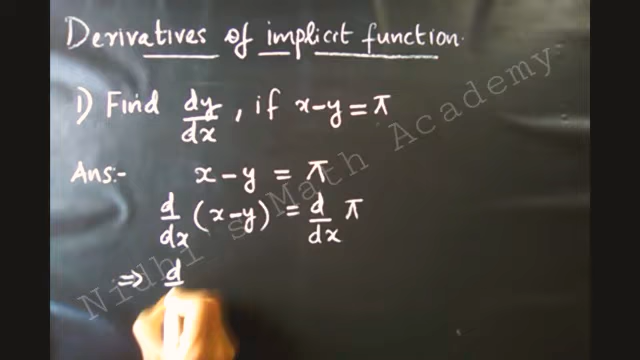 Derivatives of implicit function.
1) Find dy/dx, if x-y=π
Ans:- x-y = π
d/dx (x-y) = d/dx π
⇒ d
Nidhi's Math Academy